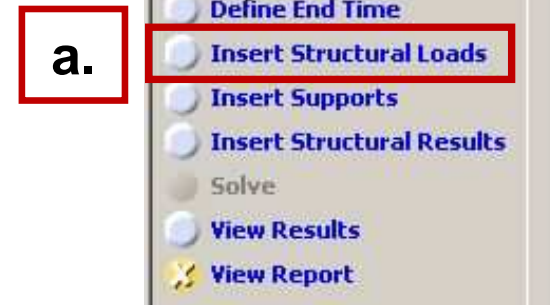 Define End Time
a.
Insert Structural Loads
Insert Supports
Insert Structural Results
Solve
View Results
View Report